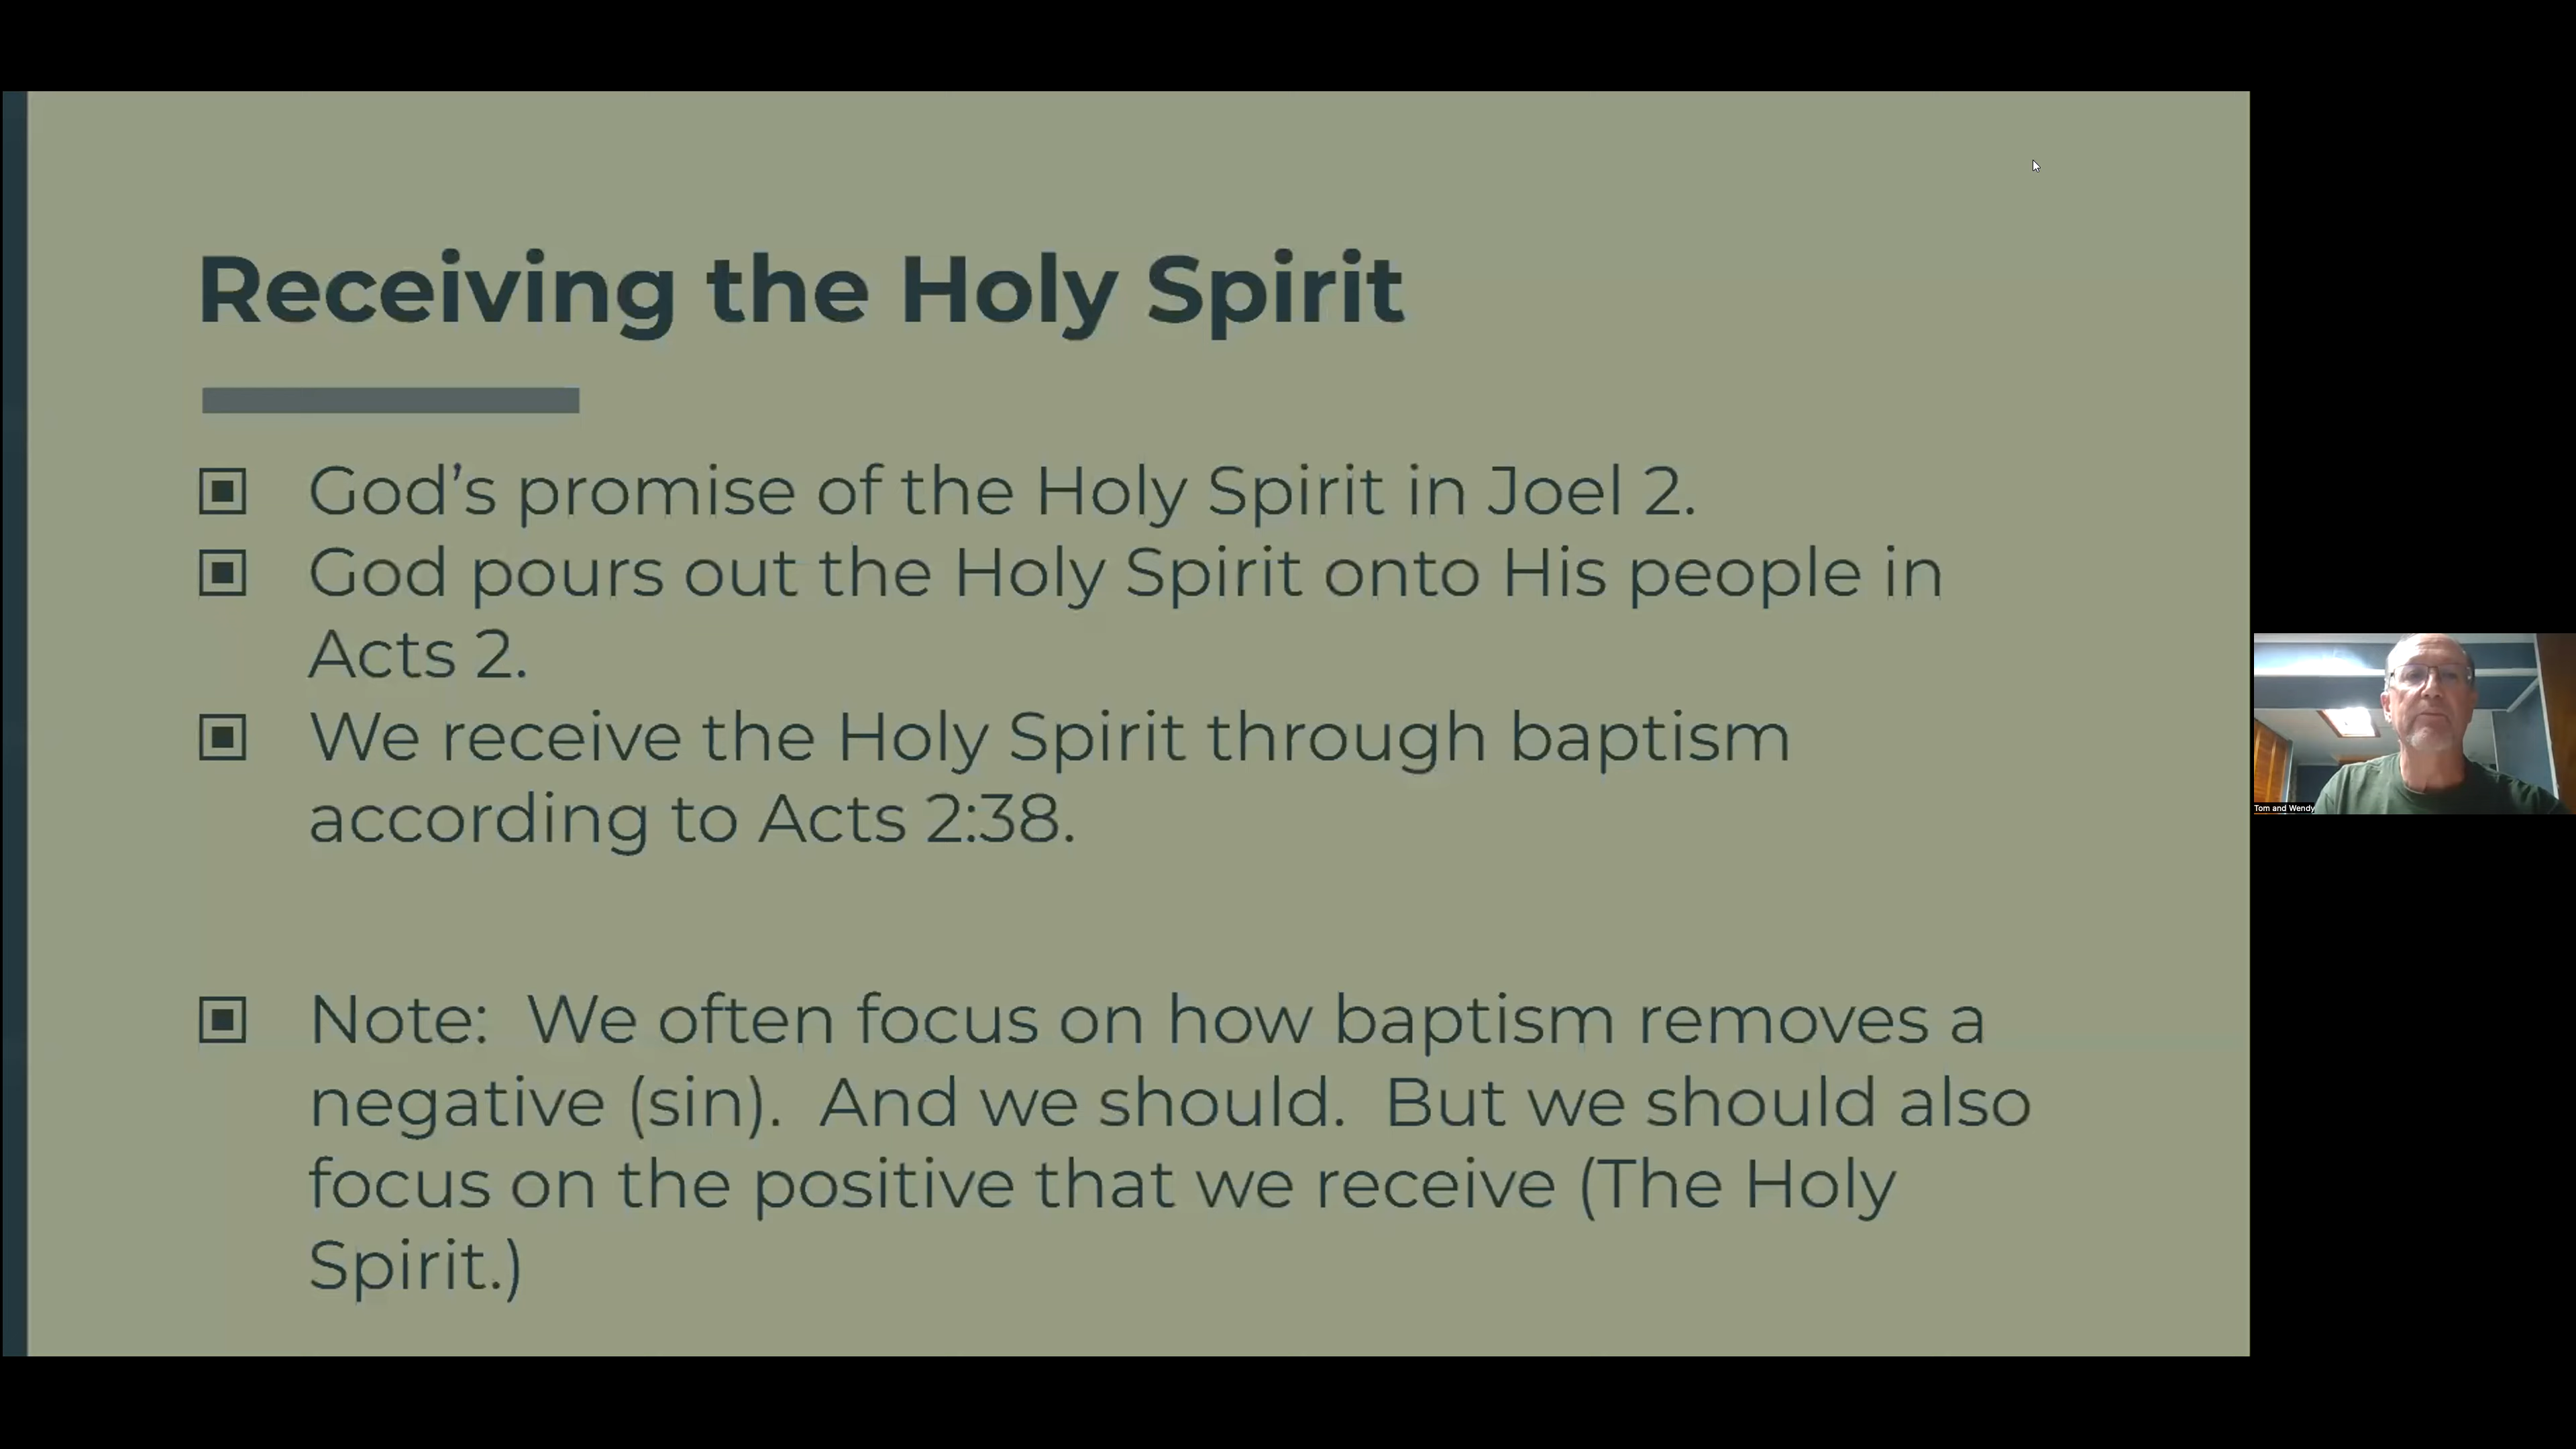 Receiving the Holy Spirit
God’s promise of the Holy Spirit in Joel 2.
God pours out the Holy Spirit onto His people in
Acts 2.
We receive the Holy Spirit through baptism
according to Acts 2:38.
Note:  We often focus on how baptism removes a
negative (sin).  And we should.  But we should also
focus on the positive that we receive (The Holy
Spirit.)
Tom and Wendy